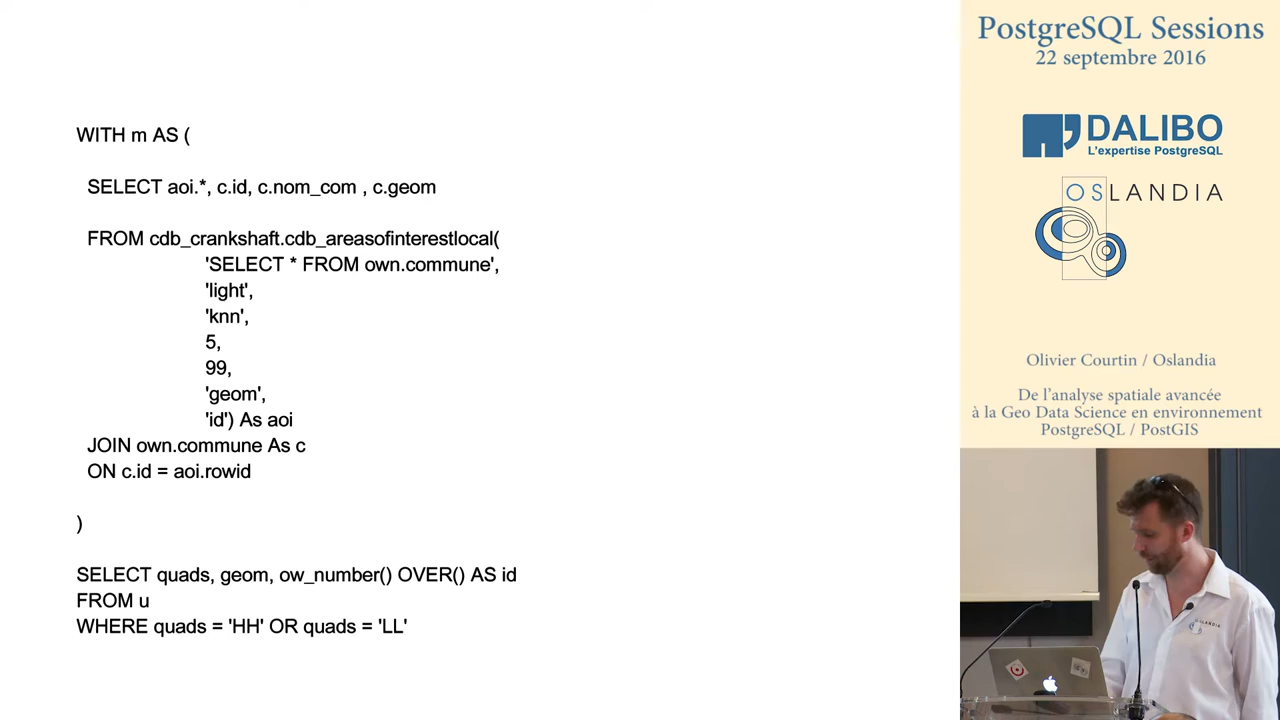 WITH m AS (
SELECT aoi.*, c.id, c.nom_com , c.geom
FROM cdb_crankshaft.cdb_areasofinterestlocal(
'SELECT * FROM own.commune',
'light',
'knn',
5,
99,
'geom',
'id') As aoi
JOIN own.commune As c
ON c.id = aoi.rowid
)
SELECT quads, geom, ow_number() OVER() AS id
FROM u
WHERE quads = 'HH' OR quads = 'LL'
PostgreSQL Sessions
22 septembre 2016
DALIBO
L'expertise PostgreSQL
OSLANDIA
Olivier Courtin / Oslandia
De l'analyse spatiale avancée
à la Geo Data Science en environnement
PostgreSQL / PostGIS